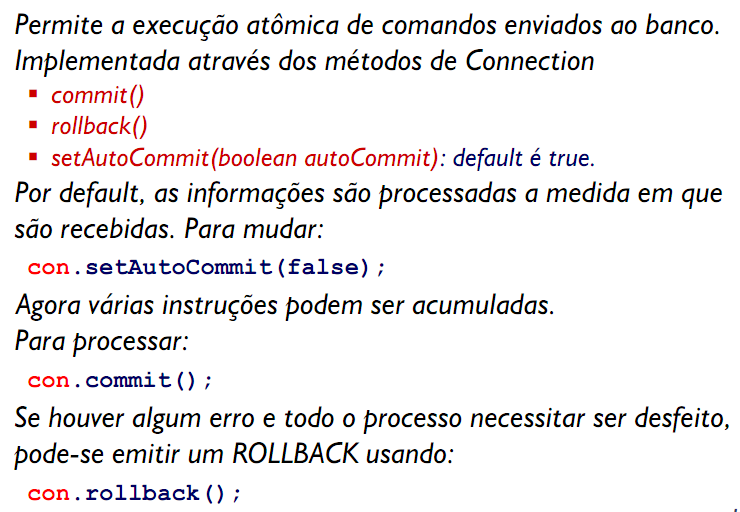 Permite a execução atômica de comandos enviados ao banco.
Implementada através dos métodos de Connection
▪ commit()
▪ rollback()
▪ setAutoCommit(boolean autoCommit): default é true.
Por default, as informações são processadas a medida em que
são recebidas. Para mudar:
con.setAutoCommit(false);
Agora várias instruções podem ser acumuladas.
Para processar:
con.commit();
Se houver algum erro e todo o processo necessitar ser desfeito,
pode-se emitir um ROLLBACK usando:
con.rollback();